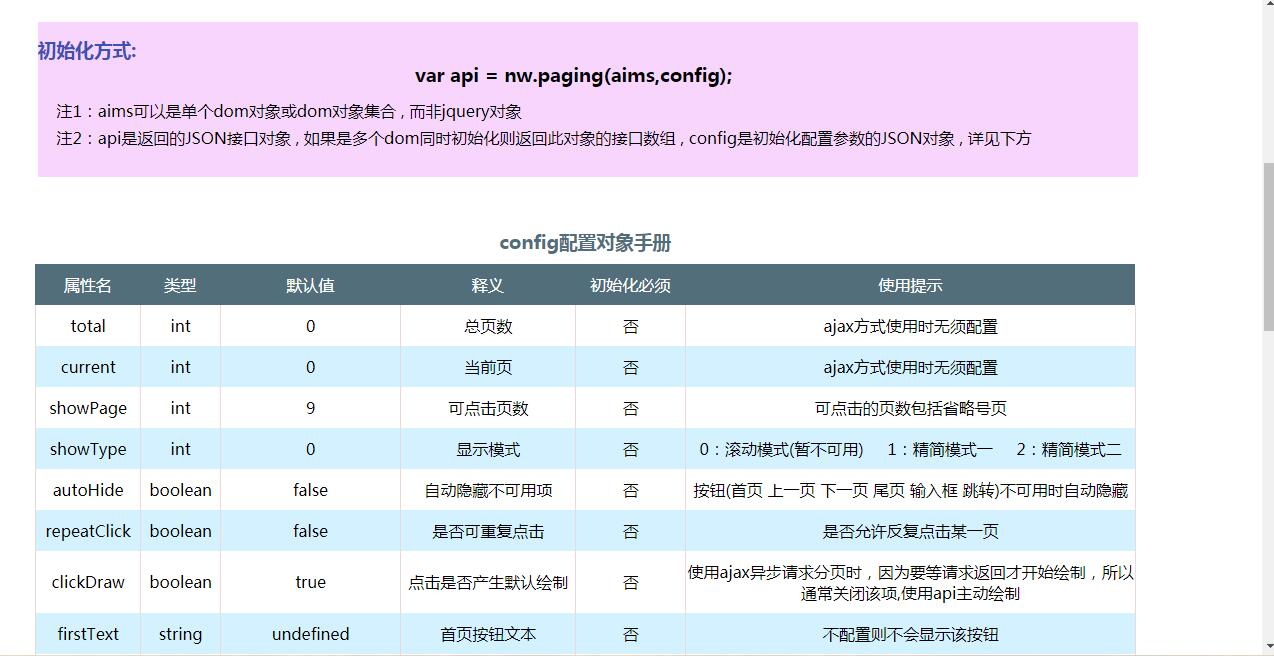 初始化方式:
var api = nw.paging(aims,config);
注1：aims可以是单个dom对象或dom对象集合，而非jquery对象
注2：api是返回的JSON接口对象，如果是多个dom同时初始化则返回此对象的接口数组，config是初始化配置参数的JSON对象，详见下方
config配置对象手册
属性名 类型 默认值 释义 初始化必须 使用提示
total int 0 总页数 否 ajax方式使用时无须配置
current int 0 当前页 否 ajax方式使用时无须配置
showPage int 9 可点击页数 否 可点击的页数包括省略号页
showType int 0 显示模式 否 0：滚动模式(暂不可用) 1：精简模式一 2：精简模式二
autoHide boolean false 自动隐藏不可用项 否 按钮(首页 上一页 下一页 尾页 输入框 跳转)不可用时自动隐藏
repeatClick boolean false 是否可重复点击 否 是否允许反复点击某一页
clickDraw boolean true 点击是否产生默认绘制 否 使用ajax异步请求分页时，因为要等请求返回才开始绘制，所以
通常关闭该项,使用api主动绘制
firstText string undefined 首页按钮文本 否 不配置则不会显示该按钮